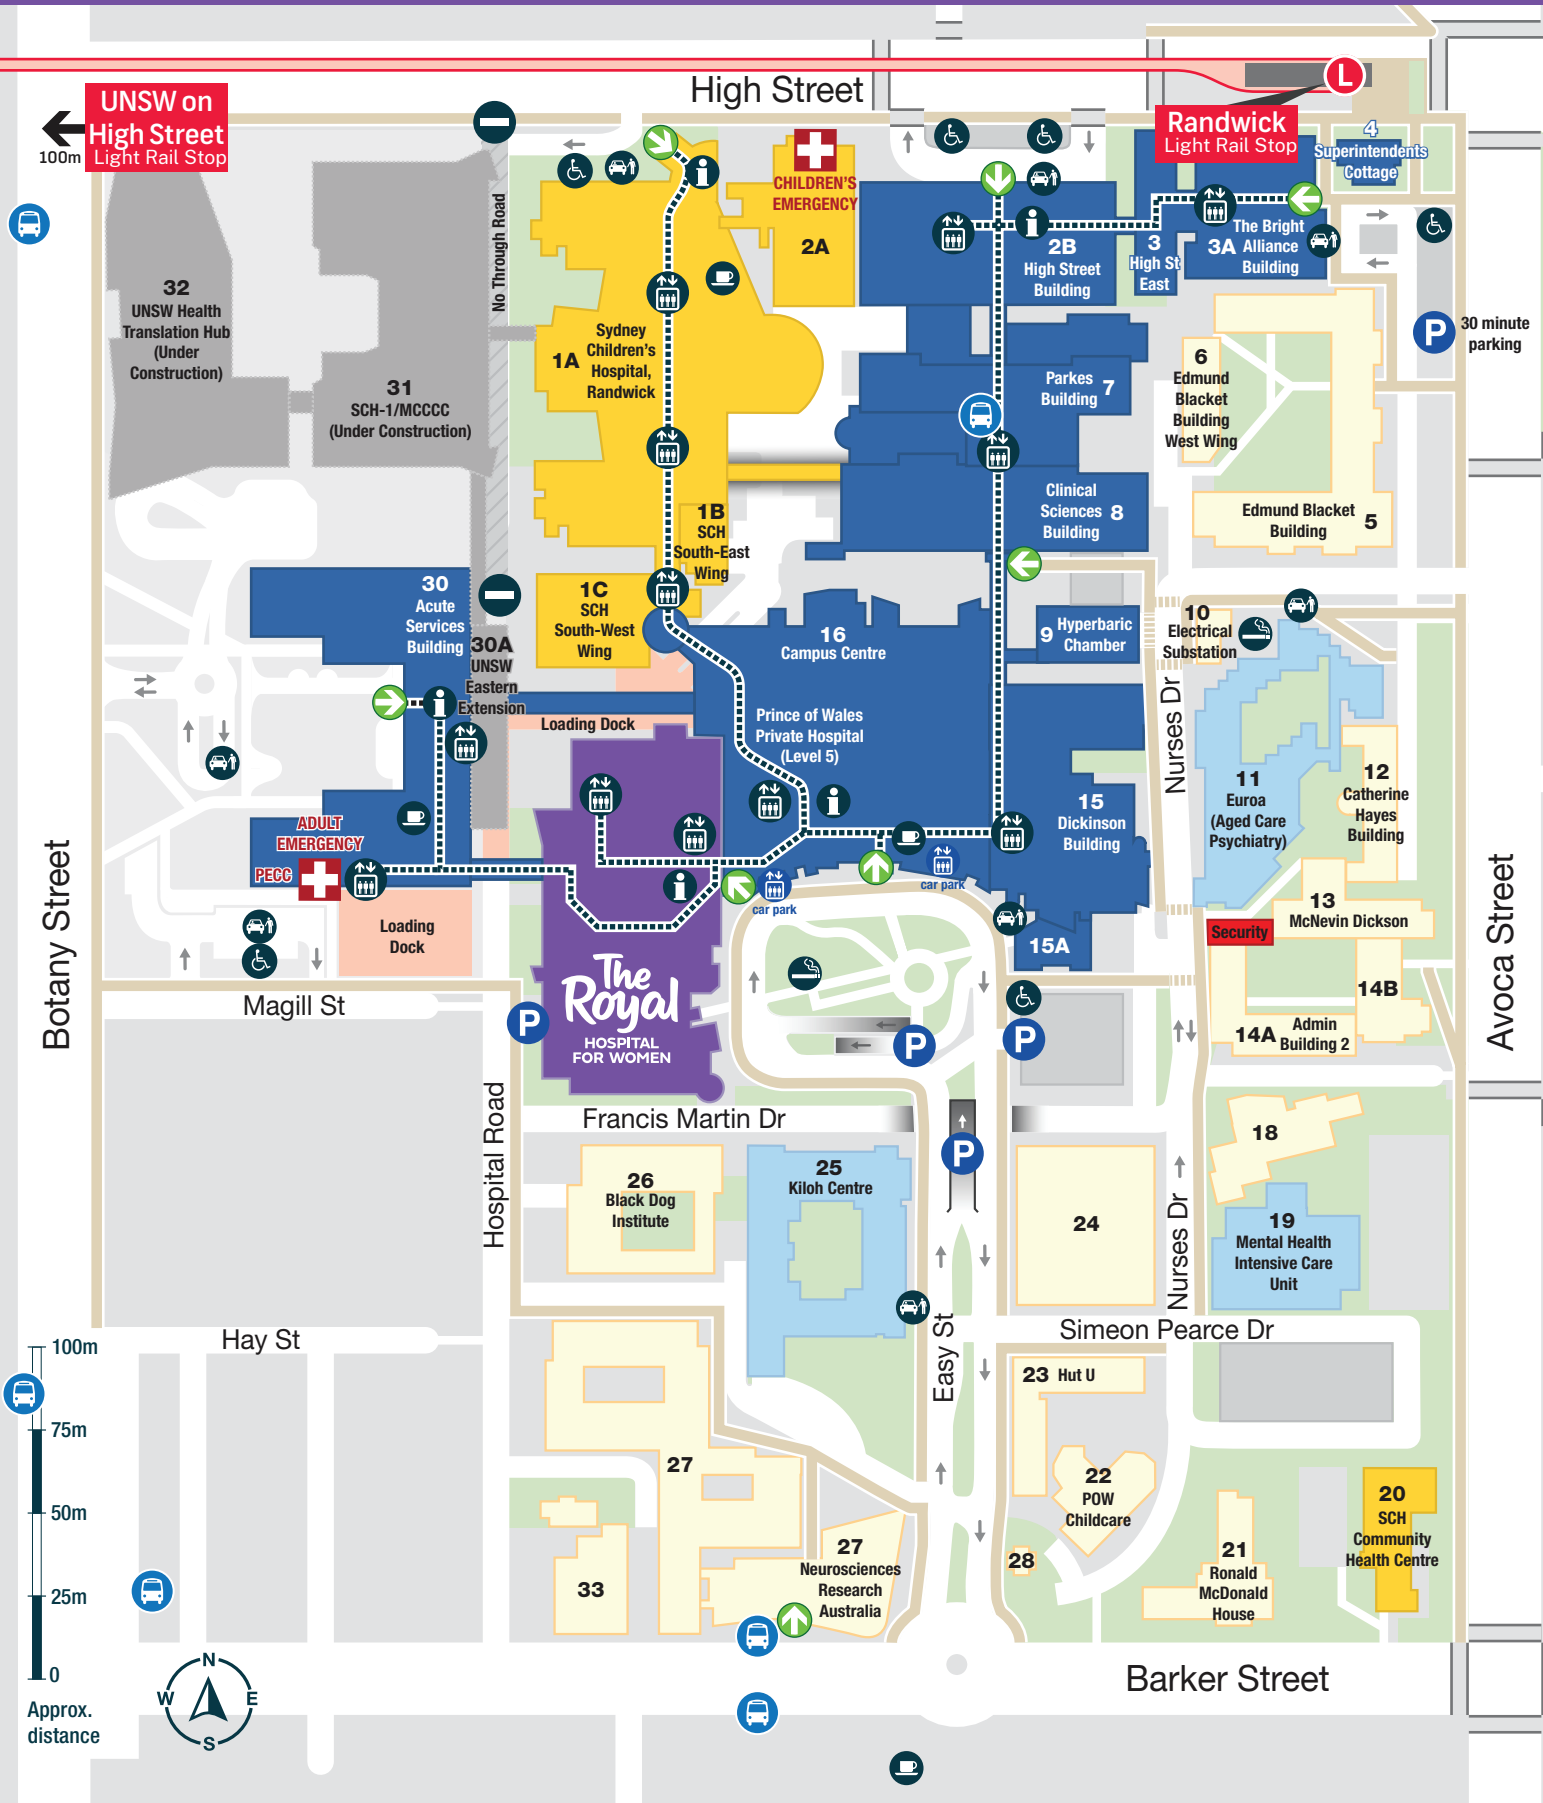 High Street
UNSW on
High Street
Light Rail Stop
100m
L
Randwick
Light Rail Stop
4
Superintendents
Cottage
No Through Road
CHILDREN'S
EMERGENCY
2A
2B
High Street
Building
3
High St
East
3A
The Bright
Alliance
Building
P
30 minute
parking
32
UNSW Health
Translation Hub
(Under
Construction)
31
SCH-1/MCCCC
(Under Construction)
1A
Sydney
Children's
Hospital,
Randwick
Parkes
Building
7
6
Edmund
Blacket
Building
West Wing
Clinical
Sciences
Building
8
Edmund Blacket
Building
5
1B
SCH
South-East
Wing
1C
SCH
South-West
Wing
30
Acute
Services
Building
30A
UNSW
Eastern
Extension
Loading Dock
16
Campus Centre
Prince of Wales
Private Hospital
(Level 5)
9
Hyperbaric
Chamber
10
Electrical
Substation
Nurses Dr
11
Euroa
(Aged Care
Psychiatry)
12
Catherine
Hayes
Building
15
Dickinson
Building
15A
ADULT
EMERGENCY
PECC
car park
car park
Loading
Dock
13
McNevin Dickson
Security
14B
14A
Admin
Building 2
Botany Street
Avoca Street
Magill St
P
The
Royal
HOSPITAL
FOR WOMEN
P
P
Francis Martin Dr
P
Hospital Road
26
Black Dog
Institute
25
Kiloh Centre
24
Nurses Dr
18
19
Mental Health
Intensive Care
Unit
Hay St
Easy St
Simeon Pearce Dr
23 Hut U
22
POW
Childcare
27
27
Neurosciences
Research
Australia
33
28
21
Ronald
McDonald
House
20
SCH
Community
Health Centre
100m
75m
50m
25m
0
Approx.
distance
N
W
E
S
Barker Street